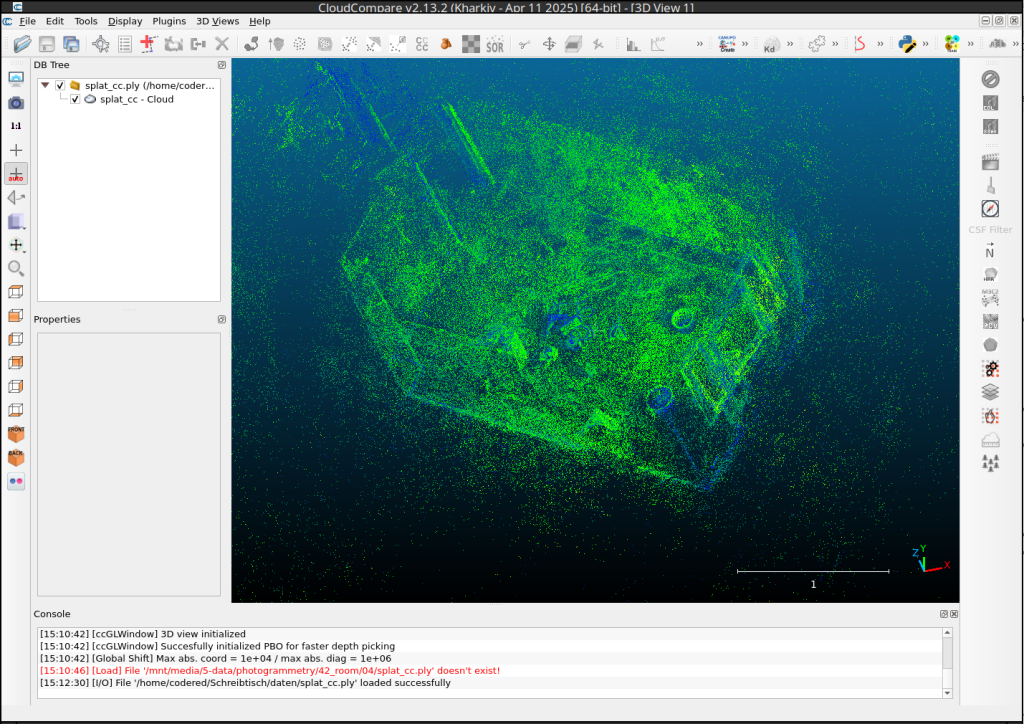 CloudCompare v2.13.2 (Kharkiv - Apr 11 2025) [64-bit] - [3D View 1]
File Edit Tools Display Plugins 3D Views Help
SOR
Kd
DB Tree
splat_cc.ply (/home/coder...
splat_cc - Cloud
1:1
auto
Properties
FRONT
BACK
CSF Filter
N
1
Z Y X
Console
[15:10:42] [ccGLWindow] 3D view initialized
[15:10:42] [ccGLWindow] Succesfully initialized PBO for faster depth picking
[15:10:42] [Global Shift] Max abs. coord = 1e+04 / max abs. diag = 1e+06
[15:10:46] [Load] File '/mnt/media/5-data/photogrammetry/42_room/04/splat_cc.ply' doesn't exist!
[15:12:30] [I/O] File '/home/codered/Schreibtisch/daten/splat_cc.ply' loaded successfully